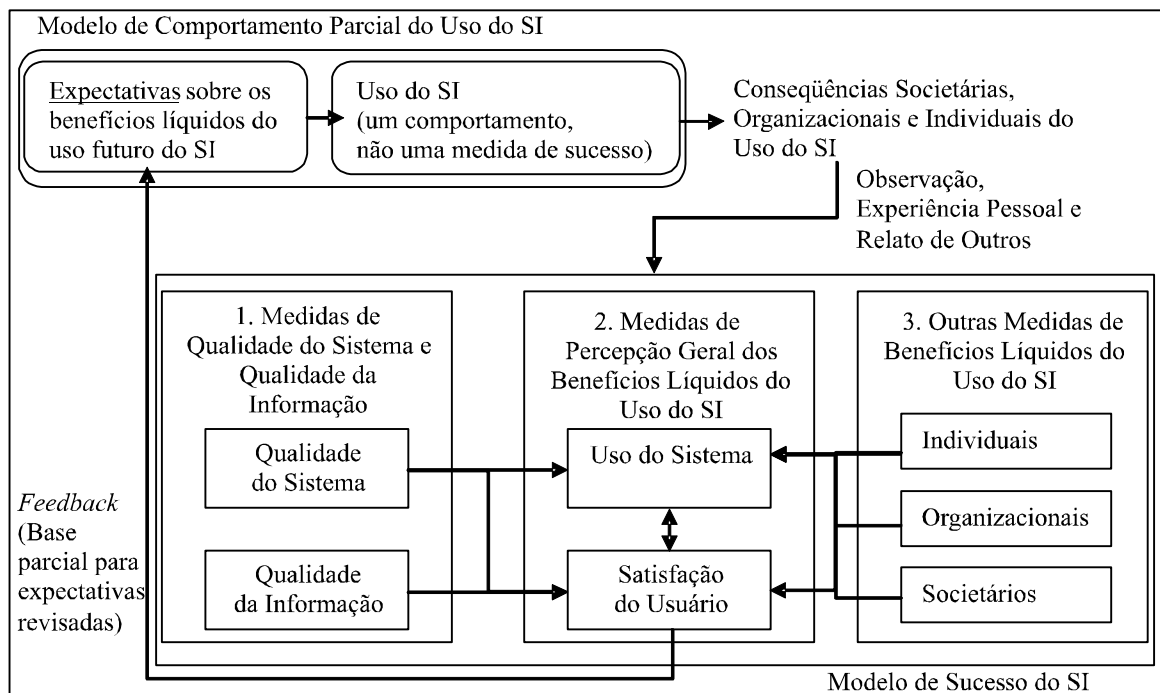 Modelo de Comportamento Parcial do Uso do SI
Expectativas sobre os
benefícios líquidos do
uso futuro do SI
Uso do SI
(um comportamento,
não uma medida de sucesso)
Conseqüências Societárias,
Organizacionais e Individuais do
Uso do SI
Observação,
Experiência Pessoal e
Relato de Outros
1. Medidas de
Qualidade do Sistema e
Qualidade da
Informação
Qualidade
do Sistema
Qualidade
da Informação
2. Medidas de
Percepção Geral dos
Benefícios Líquidos do
Uso do SI
Uso do Sistema
Satisfação
do Usuário
3. Outras Medidas de
Benefícios Líquidos do
Uso do SI
Individuais
Organizacionais
Societários
Feedback
(Base
parcial para
expectativas
revisadas)
Modelo de Sucesso do SI